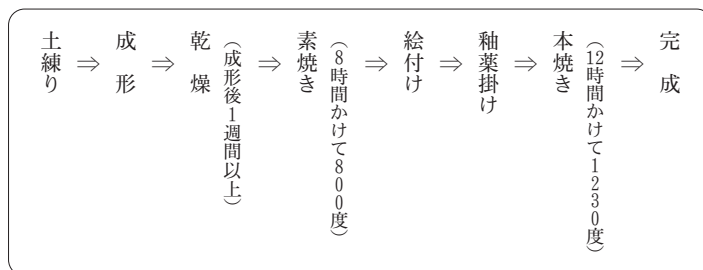 土練り
⇒
成形
⇒
乾燥
(成形後1週間以上)
⇒
素焼き
(8時間かけて800度)
⇒
絵付け
⇒
釉薬掛け
⇒
本焼き
(12時間かけて1230度)
⇒
完成